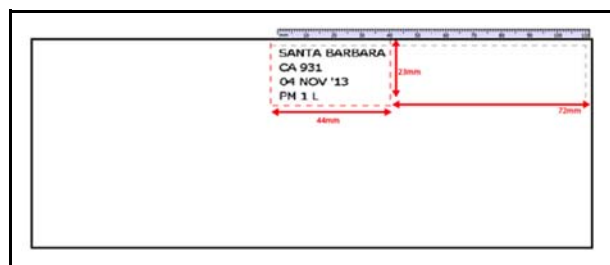 SANTA BARBARA
CA 931
04 NOV '13
PM 1 L
23mm
44mm
72mm